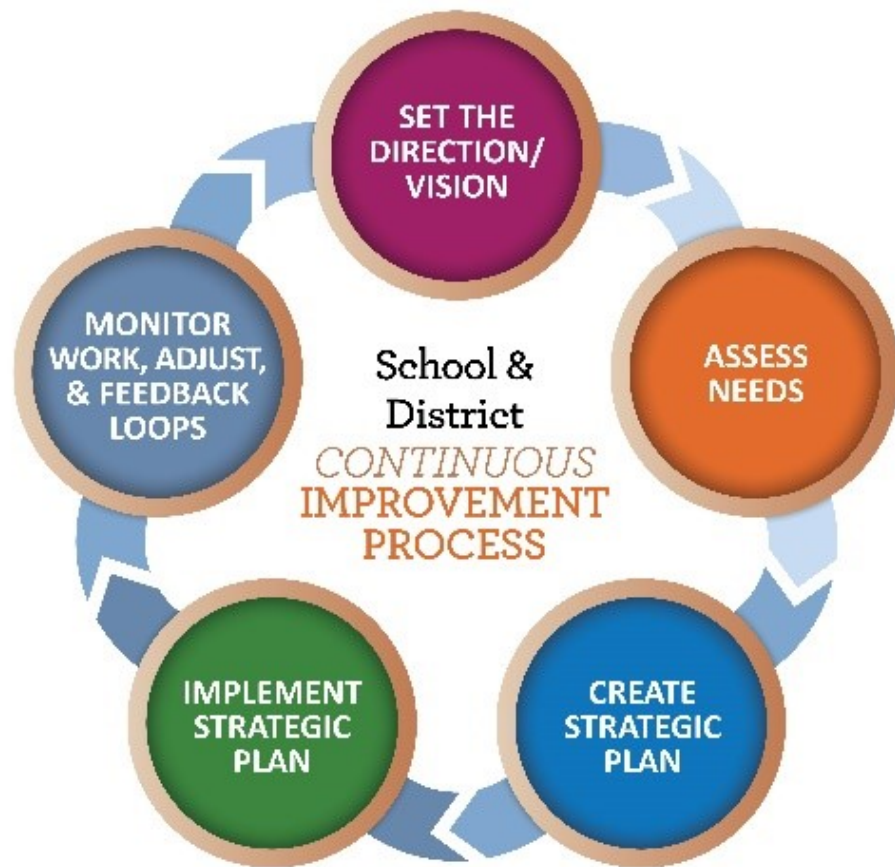 SET THE
DIRECTION/
VISION
ASSESS
NEEDS
CREATE
STRATEGIC
PLAN
IMPLEMENT
STRATEGIC
PLAN
MONITOR
WORK, ADJUST,
& FEEDBACK
LOOPS
School &
District
CONTINUOUS
IMPROVEMENT
PROCESS